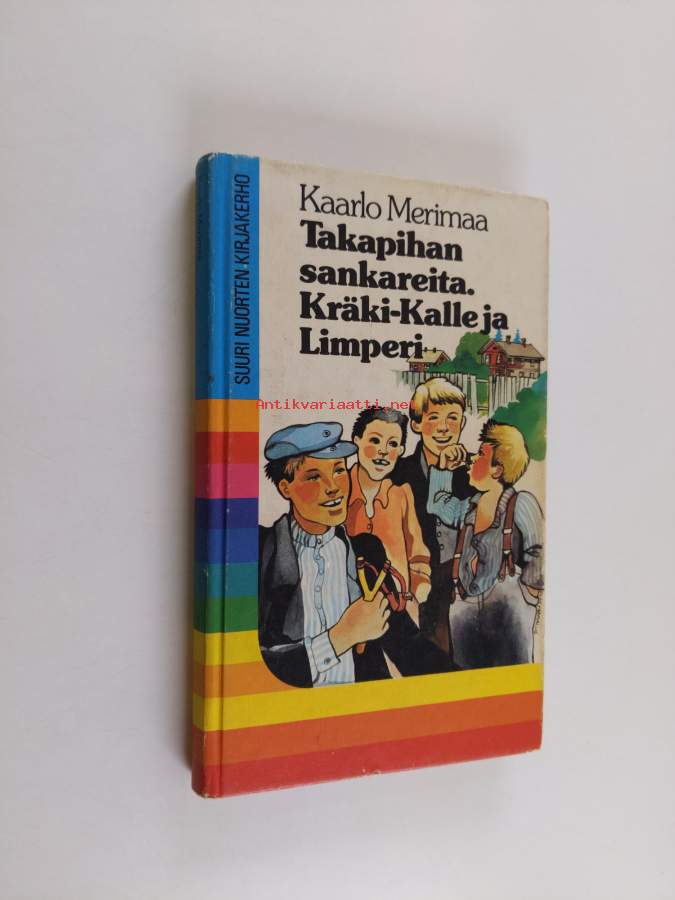 SUURI NUORTEN KIRJAKERHO
Kaarlo Merimaa
Takapihan
sankareita.
Kräki-Kalle ja
Limperi
Antikvariaatti.net